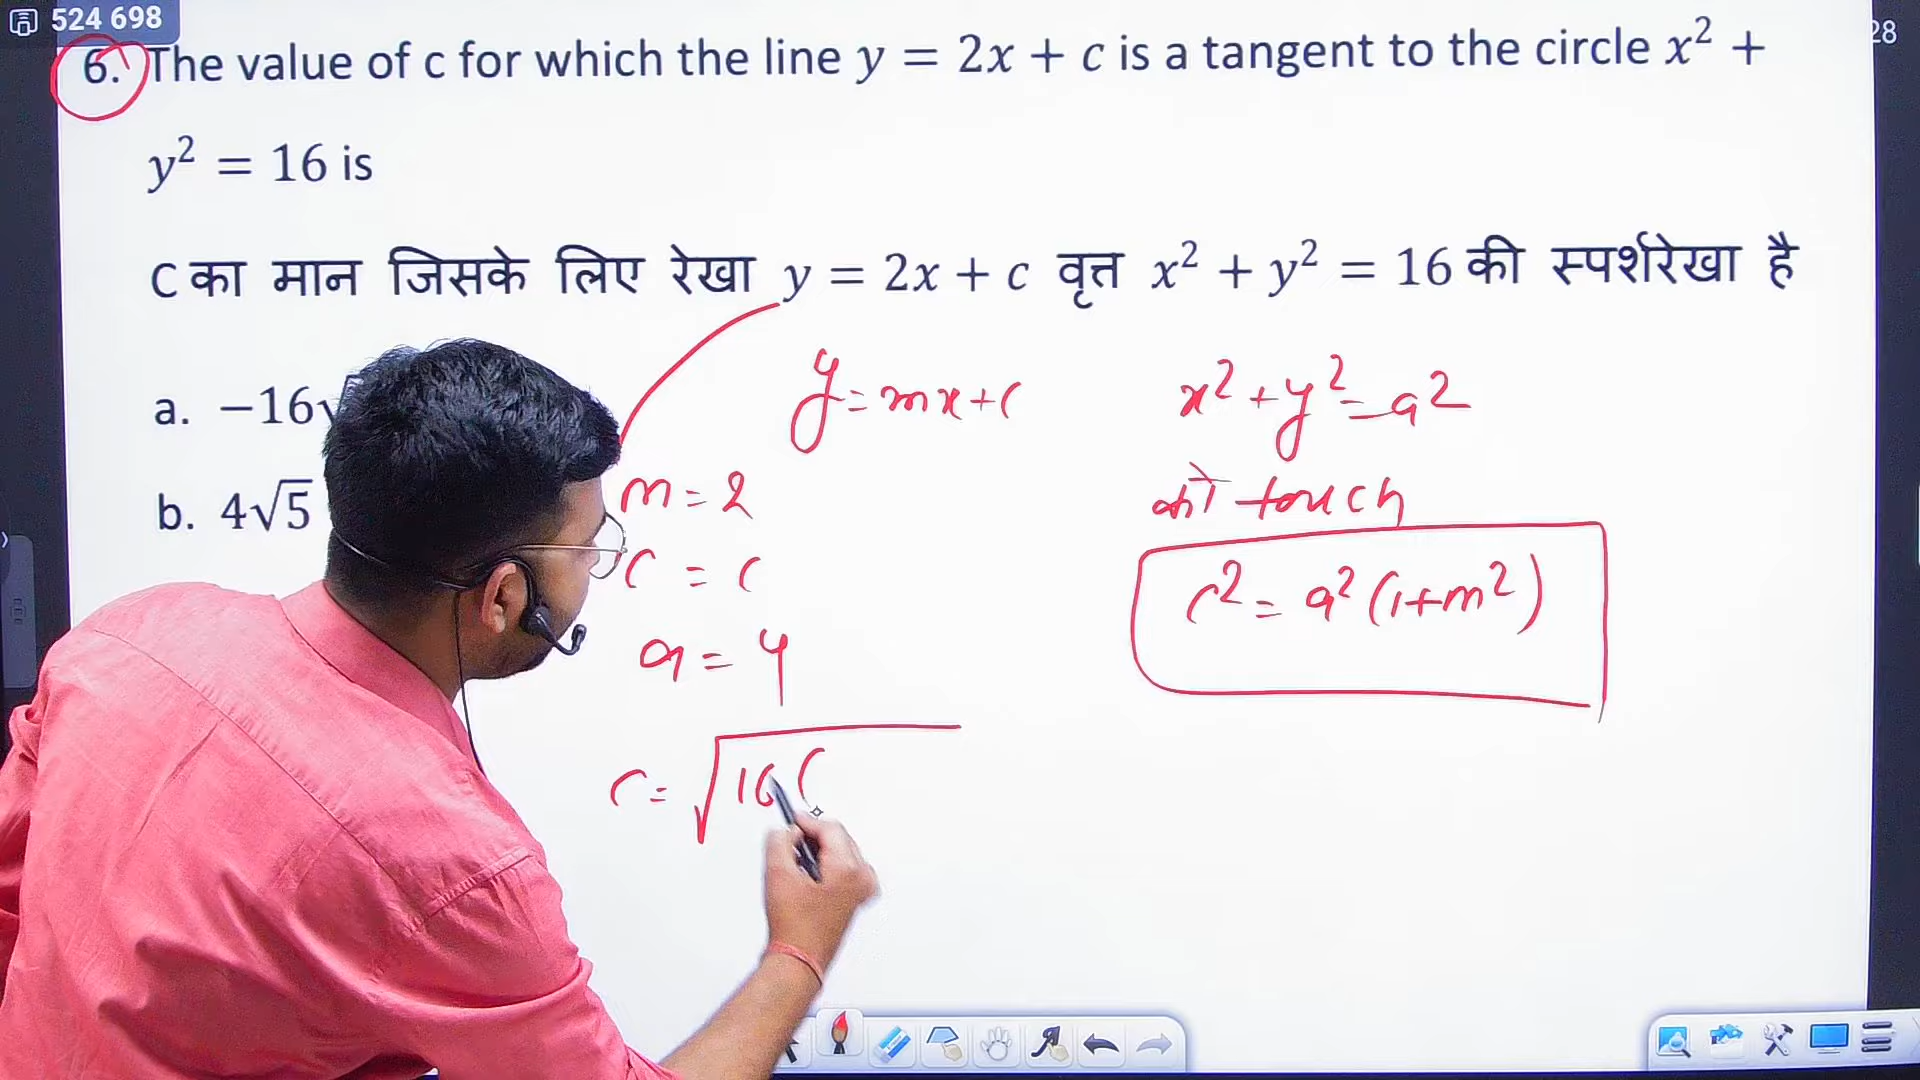 524 698
28
6. The value of c for which the line y = 2x + c is a tangent to the circle x² +
y² = 16 is
C का मान जिसके लिए रेखा y = 2x + c वृत्त x² + y² = 16 की स्पर्शरेखा है
a. −16√
b. 4√5
y = mx + c
x² + y² = a²
को touch
c² = a² (1+m²)
m = 2
c = c
a = 4
c = √16(